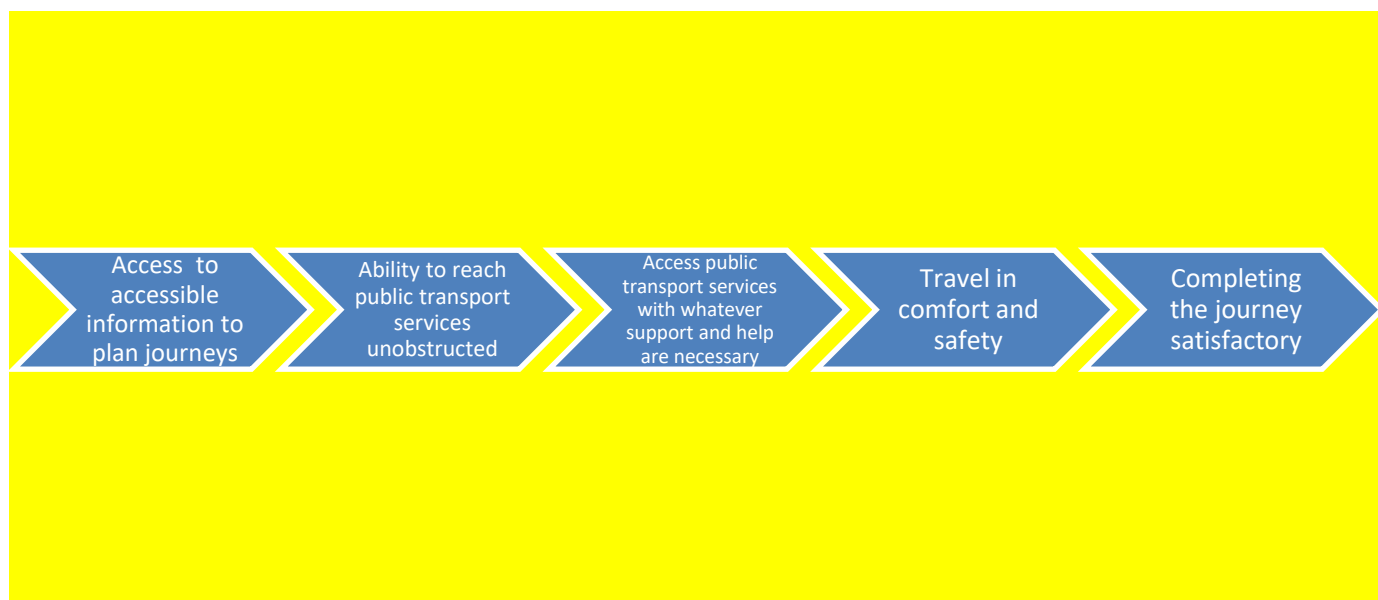 Access to
accessible
information to
plan journeys
Ability to reach
public transport
services
unobstructed
Access public
transport services
with whatever
support and help
are necessary
Travel in
comfort and
safety
Completing
the journey
satisfactory